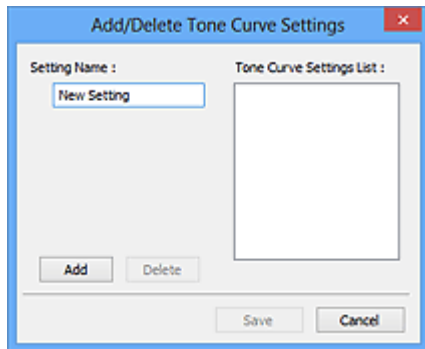 Add/Delete Tone Curve Settings
Setting Name :
Tone Curve Settings List :
New Setting
Add
Delete
Save
Cancel